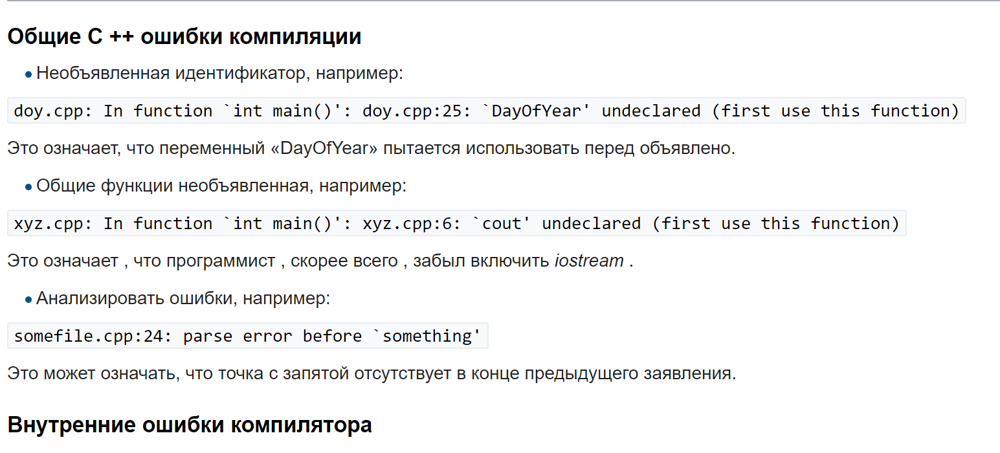 Общие C ++ ошибки компиляции
• Необъявленная идентификатор, например:
doy.cpp: In function `int main()': doy.cpp:25: `DayOfYear' undeclared (first use this function)
Это означает, что переменный «DayOfYear» пытается использовать перед объявлено.
• Общие функции необъявленная, например:
xyz.cpp: In function `int main()': xyz.cpp:6: `cout' undeclared (first use this function)
Это означает , что программист , скорее всего , забыл включить iostream .
• Анализировать ошибки, например:
somefile.cpp:24: parse error before `something'
Это может означать, что точка с запятой отсутствует в конце предыдущего заявления.
Внутренние ошибки компилятора